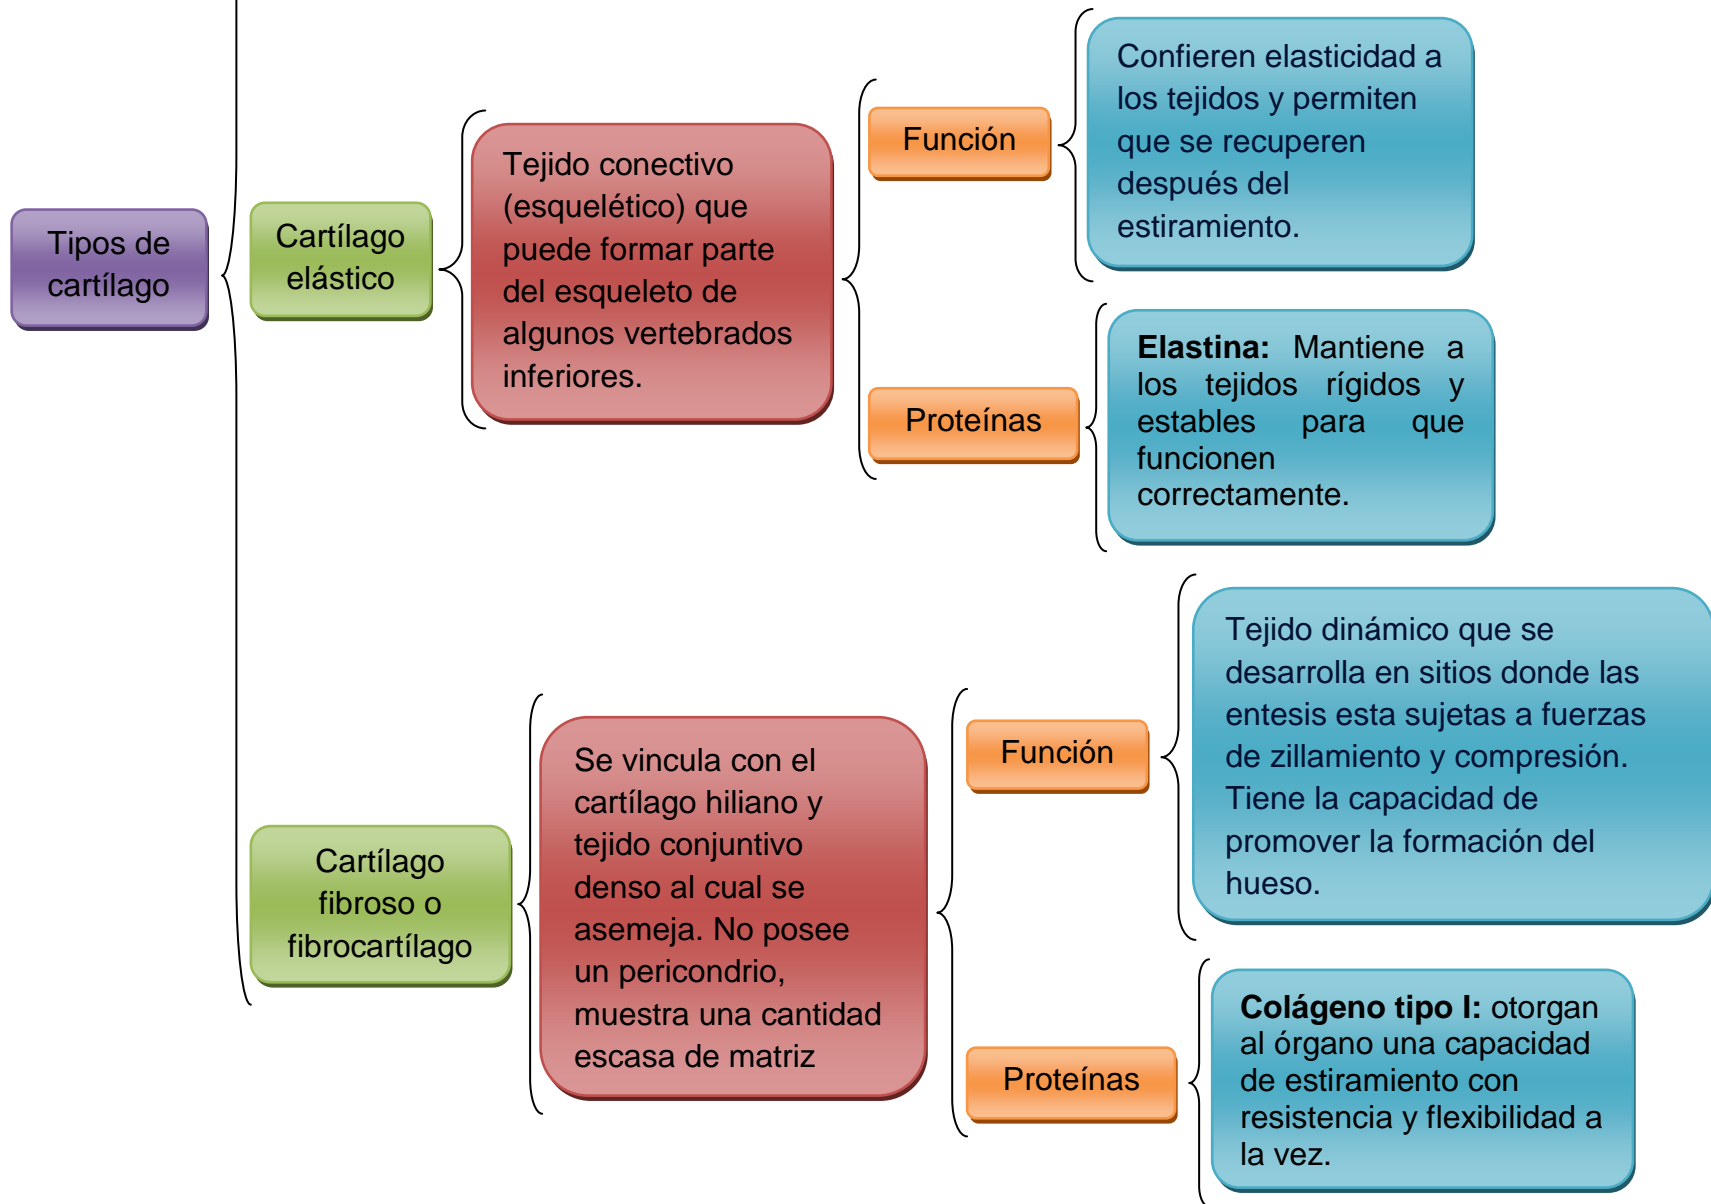 Tipos de
cartílago
Cartílago
elástico
Tejido conectivo
(esquelético) que
puede formar parte
del esqueleto de
algunos vertebrados
inferiores.
Función
Confieren elasticidad a
los tejidos y permiten
que se recuperen
después del
estiramiento.
Proteínas
Elastina: Mantiene a
los tejidos rígidos y
estables para que
funcionen
correctamente.
Cartílago
fibroso o
fibrocartílago
Se vincula con el
cartílago hiliano y
tejido conjuntivo
denso al cual se
asemeja. No posee
un pericondrio,
muestra una cantidad
escasa de matriz
Función
Tejido dinámico que se
desarrolla en sitios donde las
entesis esta sujetas a fuerzas
de zillamiento y compresión.
Tiene la capacidad de
promover la formación del
hueso.
Proteínas
Colágeno tipo I: otorgan
al órgano una capacidad
de estiramiento con
resistencia y flexibilidad a
la vez.